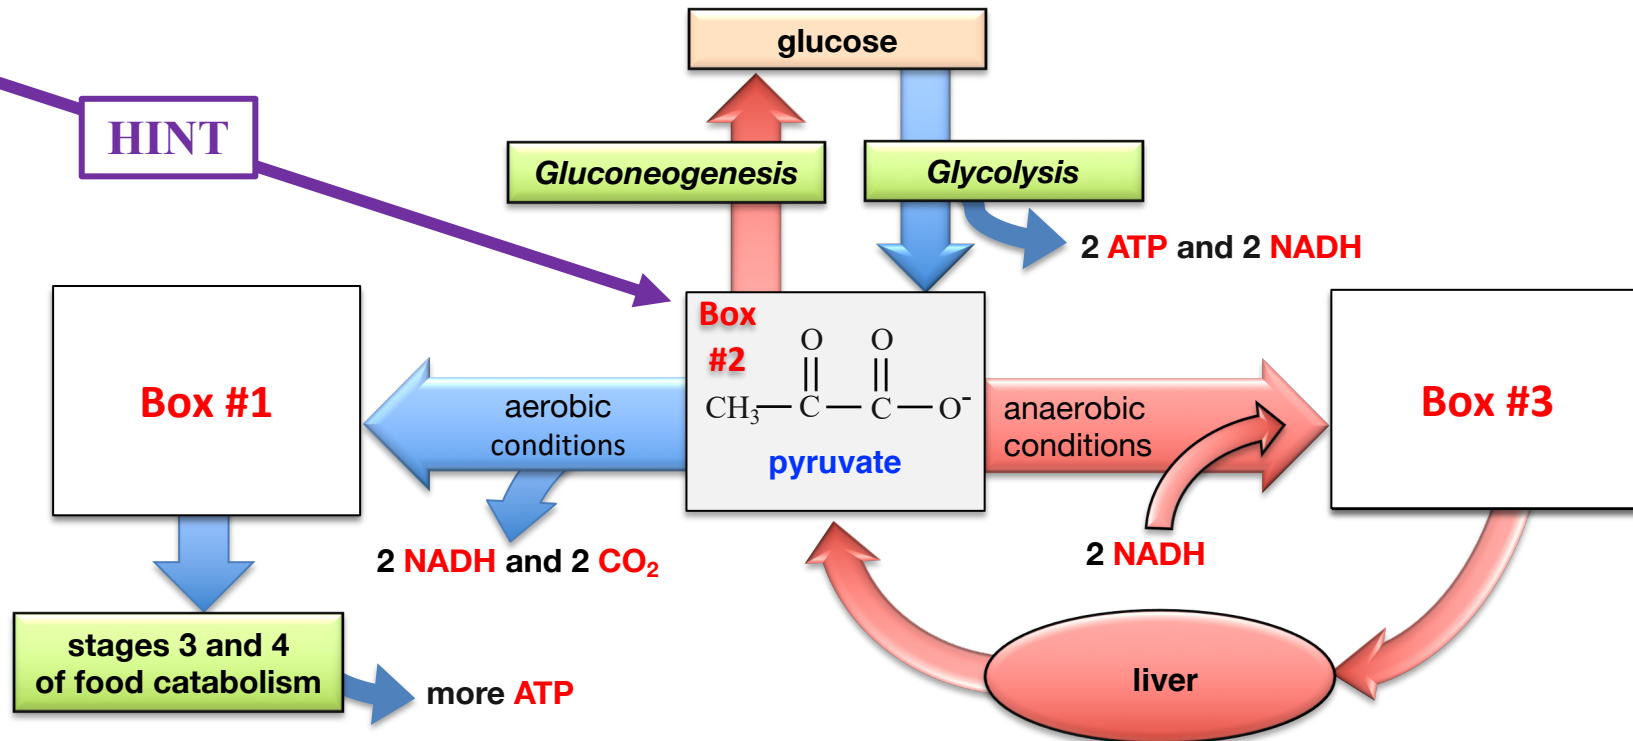 glucose
HINT
Gluconeogenesis
Glycolysis
2 ATP and 2 NADH
Box
#2
O O
CH₃ C C O⁻
pyruvate
Box #1
aerobic
conditions
anaerobic
conditions
Box #3
2 NADH and 2 CO₂
2 NADH
stages 3 and 4
of food catabolism
more ATP
liver